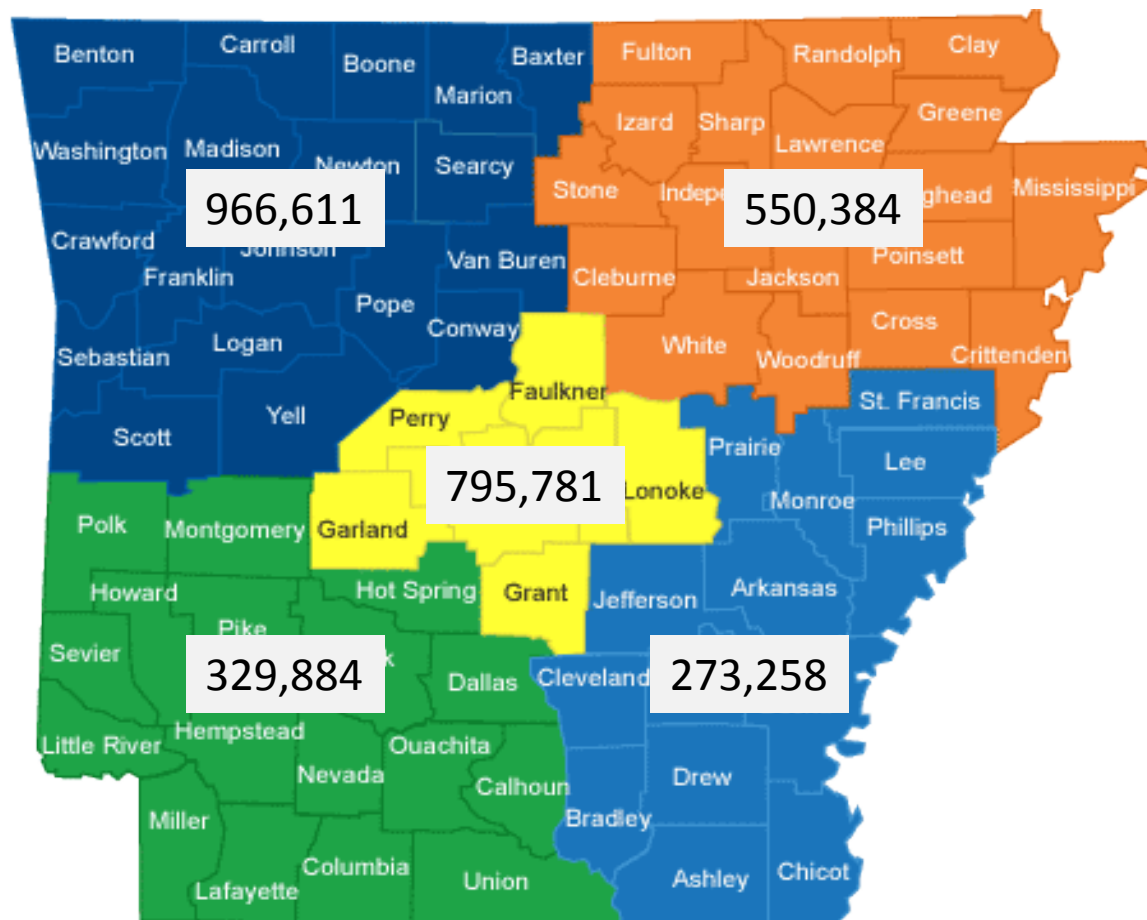 Benton
Carroll
Boone
Baxter
Marion
Fulton
Randolph
Clay
Washington
Madison
Newton
Searcy
Izard
Sharp
Lawrence
Greene
Stone
Indepe
ghead
Mississippi
966,611
550,384
Crawford
Johnson
Franklin
Van Buren
Cleburne
Jackson
Poinsett
Pope
Conway
Sebastian
Logan
White
Woodruff
Cross
Crittenden
Scott
Yell
Perry
Faulkner
St. Francis
Prairie
Lee
795,781
Lonoke
Monroe
Phillips
Polk
Montgomery
Garland
Howard
Hot Spring
Grant
Jefferson
Arkansas
Sevier
Pike
k
329,884
Dallas
Cleveland
273,258
Little River
Hempstead
Ouachita
Nevada
Calhoun
Drew
Miller
Bradley
Lafayette
Columbia
Union
Ashley
Chicot